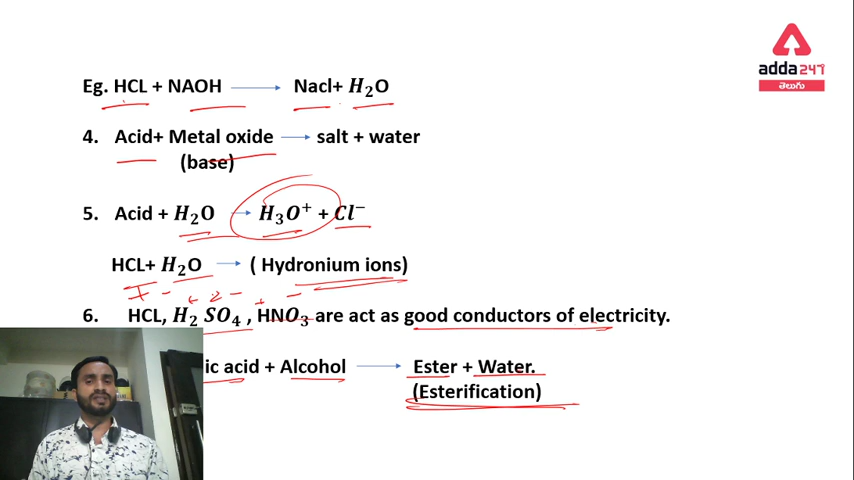 adda247
తెలుగు
Eg. HCL + NAOH → Nacl+ H₂O
4. Acid+ Metal oxide → salt + water
(base)
5. Acid + H₂O → H₃O⁺ + Cl⁻
HCL+ H₂O → ( Hydronium ions)
6. HCL, H₂ SO₄ , HNO₃ are act as good conductors of electricity.
ic acid + Alcohol → Ester + Water.
(Esterification)